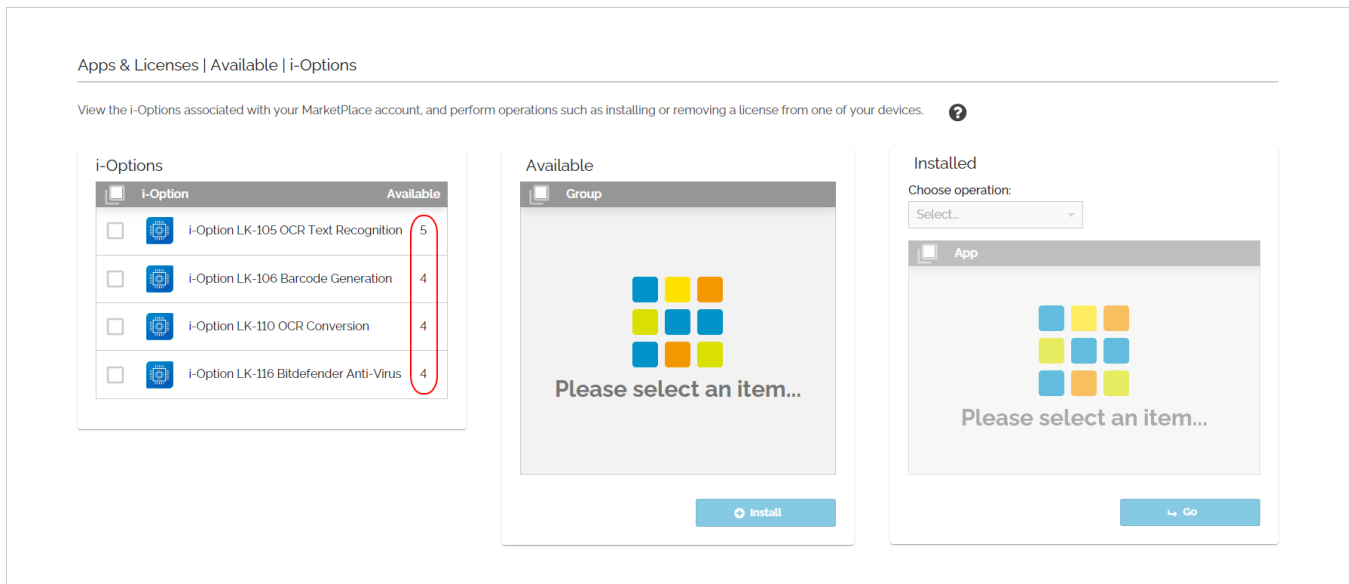 Apps & Licenses | Available | i-Options
View the i-Options associated with your MarketPlace account, and perform operations such as installing or removing a license from one of your devices. ?
i-Options
i-Option Available
i-Option LK-105 OCR Text Recognition 5
i-Option LK-106 Barcode Generation 4
i-Option LK-110 OCR Conversion 4
i-Option LK-116 Bitdefender Anti-Virus 4
Available
Group
Please select an item...
Install
Installed
Choose operation:
Select...
App
Please select an item...
Go